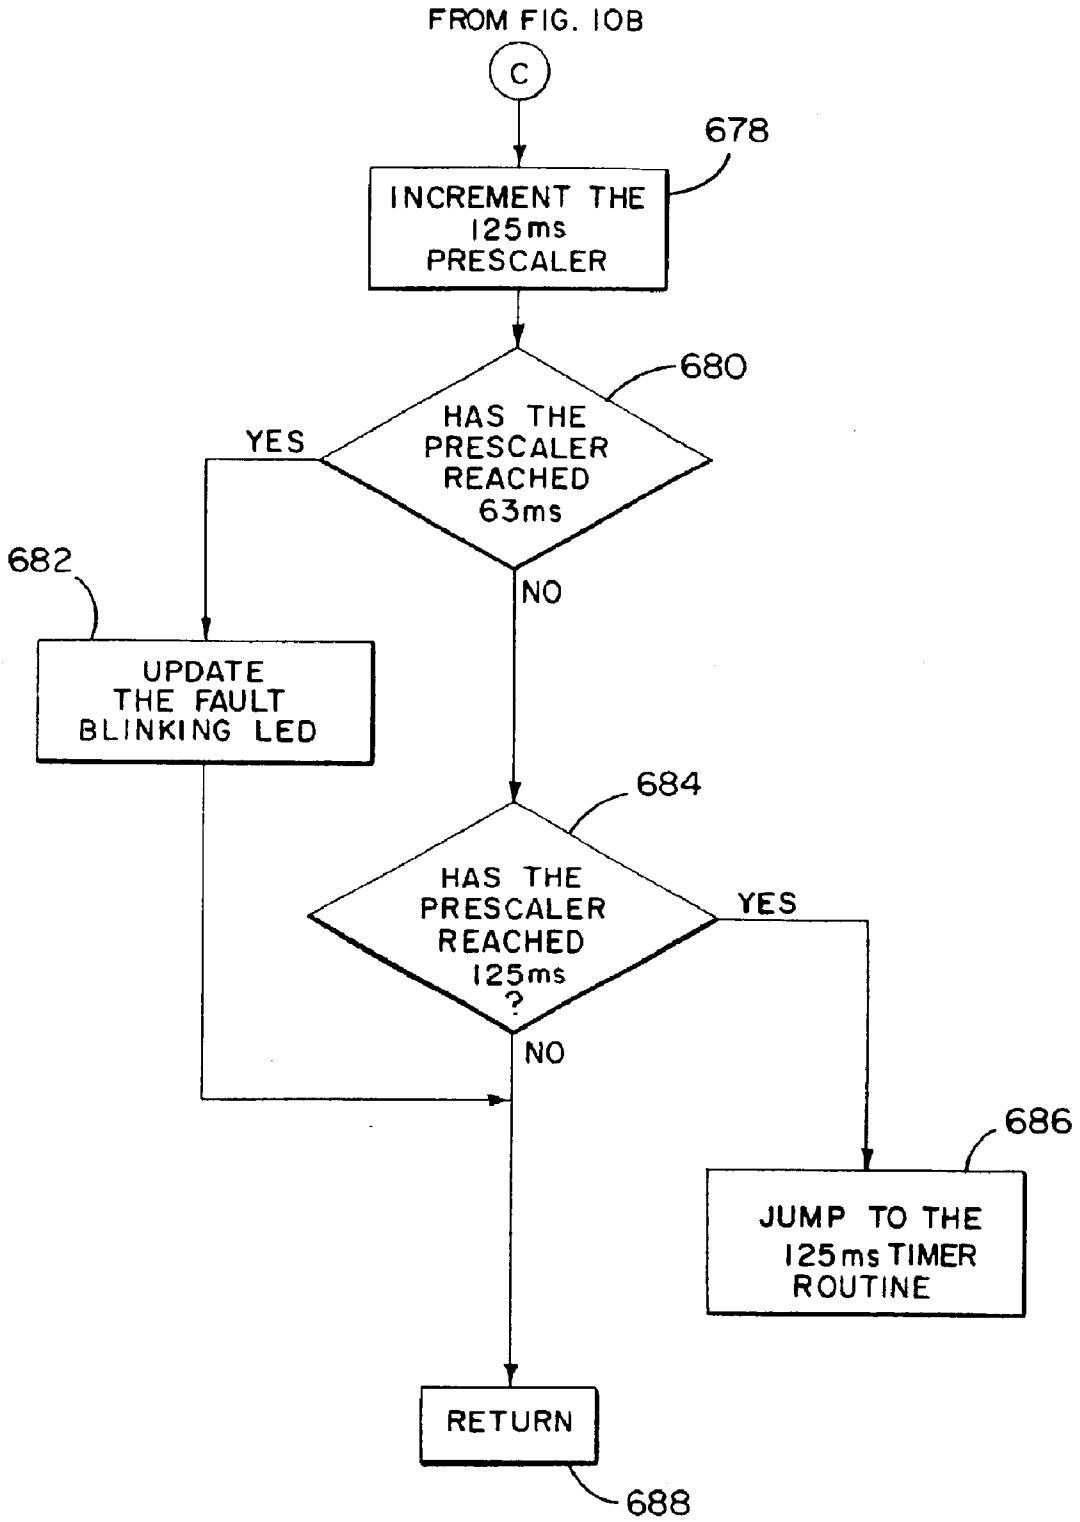 FROM FIG. 10B
C
678
INCREMENT THE
125ms
PRESCALER
680
HAS THE
PRESCALER
REACHED
63ms
YES
NO
682
UPDATE
THE FAULT
BLINKING LED
684
HAS THE
PRESCALER
REACHED
125ms
?
YES
NO
686
JUMP TO THE
125ms TIMER
ROUTINE
RETURN
688